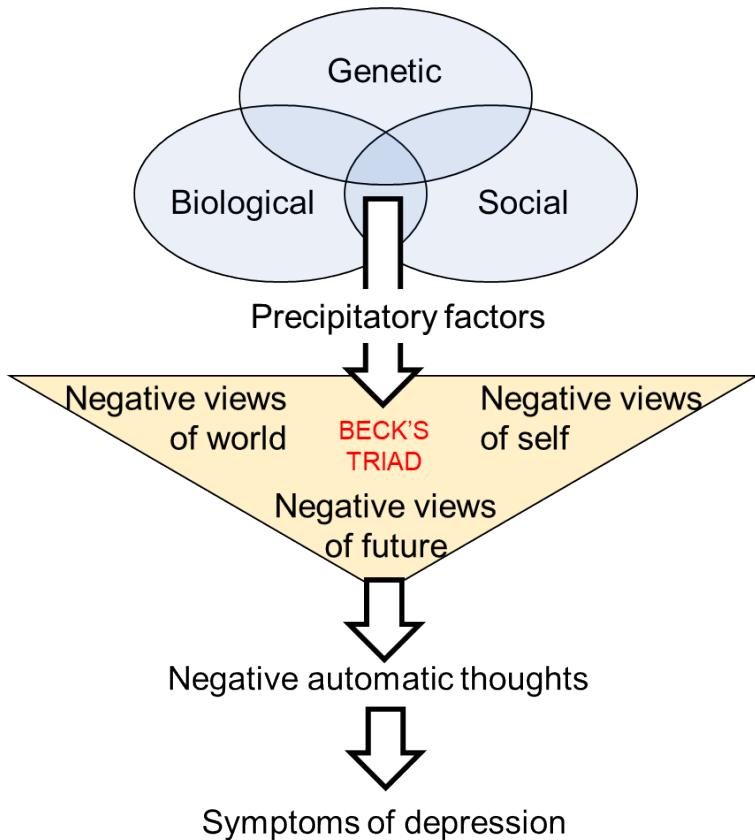 Genetic
Biological
Social
Precipitatory factors
Negative views
of world
BECK'S
TRIAD
Negative views
of self
Negative views
of future
Negative automatic thoughts
Symptoms of depression